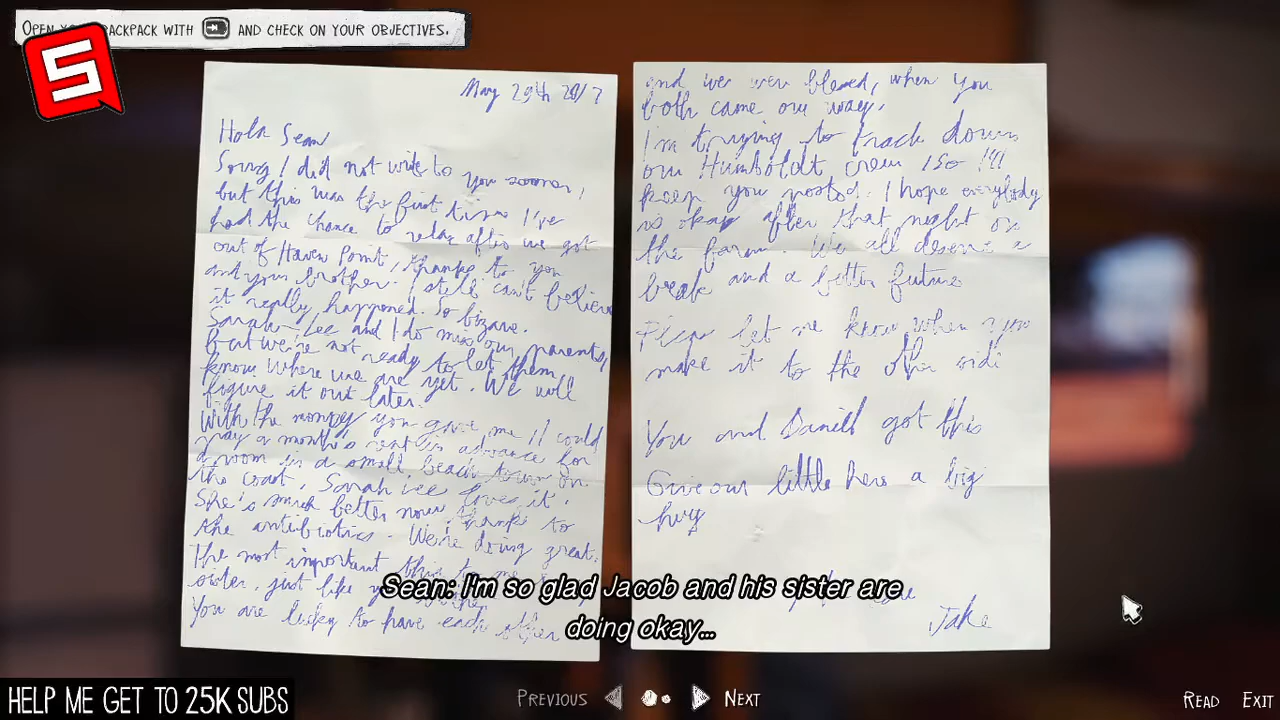 OPEN YOUR BACKPACK WITH AND CHECK ON YOUR OBJECTIVES.
May 29th 2017
Hola Sean
Sorry I did not write to you sooner,
but this was the first time I've
had the chance to relax after we got
out of Haven Point, thanks to you
and your brother. I still can't believe
it really happened. So bizare.
Sarah-Lee and I do miss our parents,
but we're not ready to let them
know where we are yet. We will
figure it out later.
With the money you gave me, I could
pay a month's rent in advance for
a room in a small beach town on
the coast. Sarah Lee loves it.
She's much better now, thanks to
the antibiotics. We're doing great.
The most important this to me
sister, just like your
You are lucky to have each other
and we were blessed, when you
both came our way.
I'm trying to track down
our Humboldt crew, so I'll
keep you posted. I hope everybody
is okay after that night on
the farm. We all deserve a
break and a better future
Please let me know when you
make it to the other side
You and Daniel got this
Give our little hero a big
hug
Jake
Sean: I'm so glad Jacob and his sister are
doing okay...
HELP ME GET TO 25K SUBS
PREVIOUS NEXT
READ EXIT